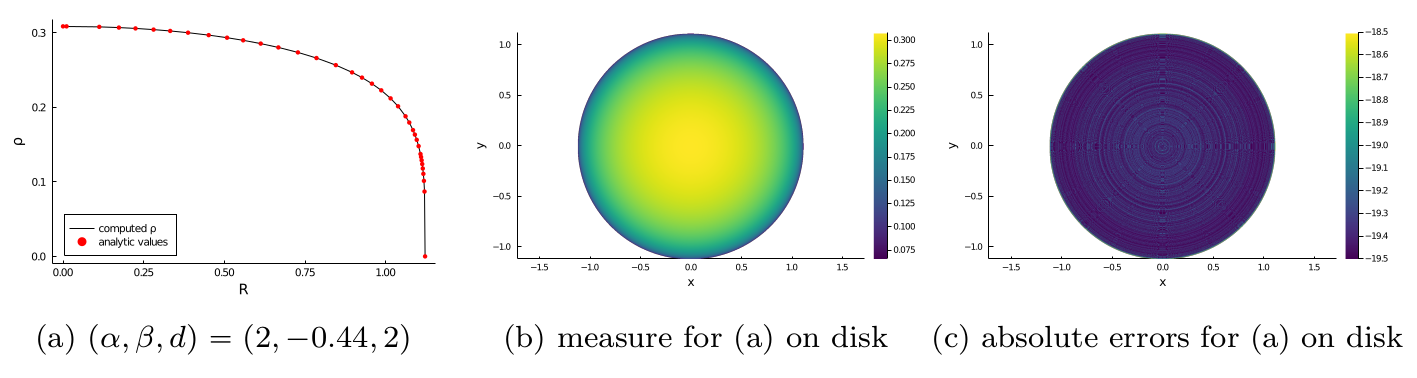 0.3
0.2
0.1
0.0
ρ
computed ρ
analytic values
0.00 0.25 0.50 0.75 1.00
R
1.0
0.5
0.0
−0.5
−1.0
y
−1.5 −1.0 −0.5 0.0 0.5 1.0 1.5
x
0.300
0.275
0.250
0.225
0.200
0.175
0.150
0.125
0.100
0.075
1.0
0.5
0.0
−0.5
−1.0
y
−1.5 −1.0 −0.5 0.0 0.5 1.0 1.5
x
−18.5
−18.6
−18.7
−18.8
−18.9
−19.0
−19.1
−19.2
−19.3
−19.4
−19.5
(a) (α, β, d) = (2, −0.44, 2)
(b) measure for (a) on disk
(c) absolute errors for (a) on disk